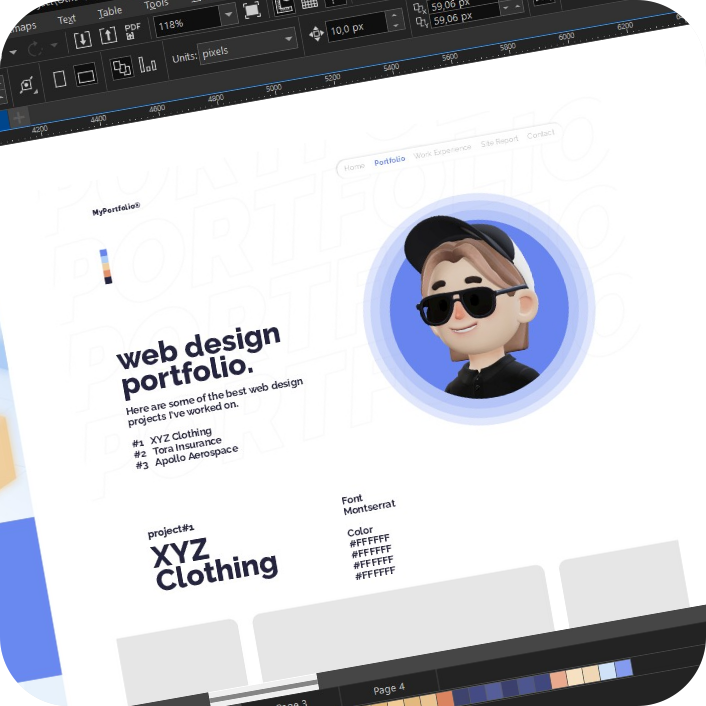 maps Text Table
PDF
118%
Units: pixels
10,0 px
59,06 px
59,06 px
4200 4400 4600 4800 5000 5200 5400 5600 5800 6000 6200
PORTFOLIO
PORTFOLIO
PORTFOLIO
PORTFOLIO
Home Portfolio Work Experience Site Report Contact
MyPortfolio®
web design
portfolio.
Here are some of the best web design
projects I've worked on.
#1 XYZ Clothing
#2 Tora Insurance
#3 Apollo Aerospace
project#1
XYZ
Clothing
Font
Montserrat
Color
#FFFFFF
#FFFFFF
#FFFFFF
#FFFFFF
Page 4